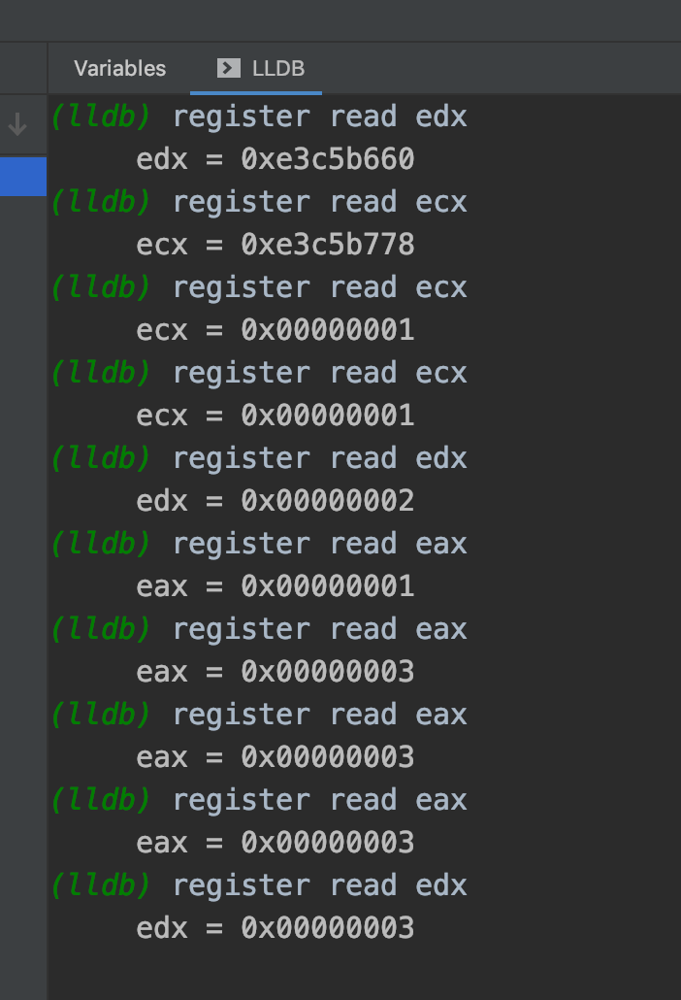 Variables LLDB
(lldb) register read edx
edx = 0xe3c5b660
(lldb) register read ecx
ecx = 0xe3c5b778
(lldb) register read ecx
ecx = 0x00000001
(lldb) register read ecx
ecx = 0x00000001
(lldb) register read edx
edx = 0x00000002
(lldb) register read eax
eax = 0x00000001
(lldb) register read eax
eax = 0x00000003
(lldb) register read eax
eax = 0x00000003
(lldb) register read eax
eax = 0x00000003
(lldb) register read edx
edx = 0x00000003